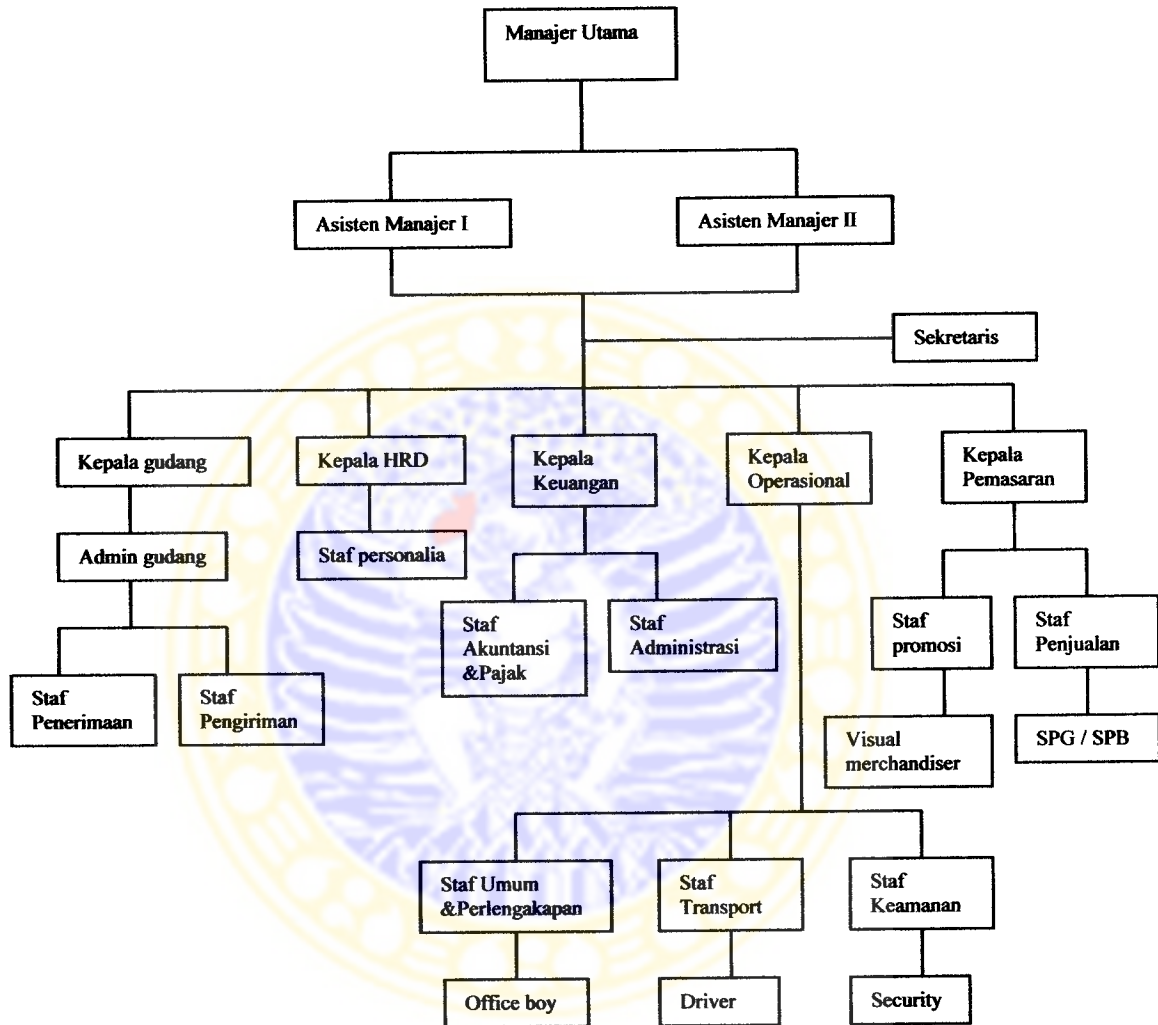 Manajer Utama
Asisten Manajer I
Asisten Manajer II
Sekretaris
Kepala gudang
Kepala HRD
Kepala
Keuangan
Kepala
Operasional
Kepala
Pemasaran
Admin gudang
Staf personalia
Staf
Akuntansi
&Pajak
Staf
Administrasi
Staf
promosi
Staf
Penjualan
Staf
Penerimaan
Staf
Pengiriman
Visual
merchandiser
SPG / SPB
Staf Umum
&Perlengakapan
Staf
Transport
Staf
Keamanan
Office boy
Driver
Security